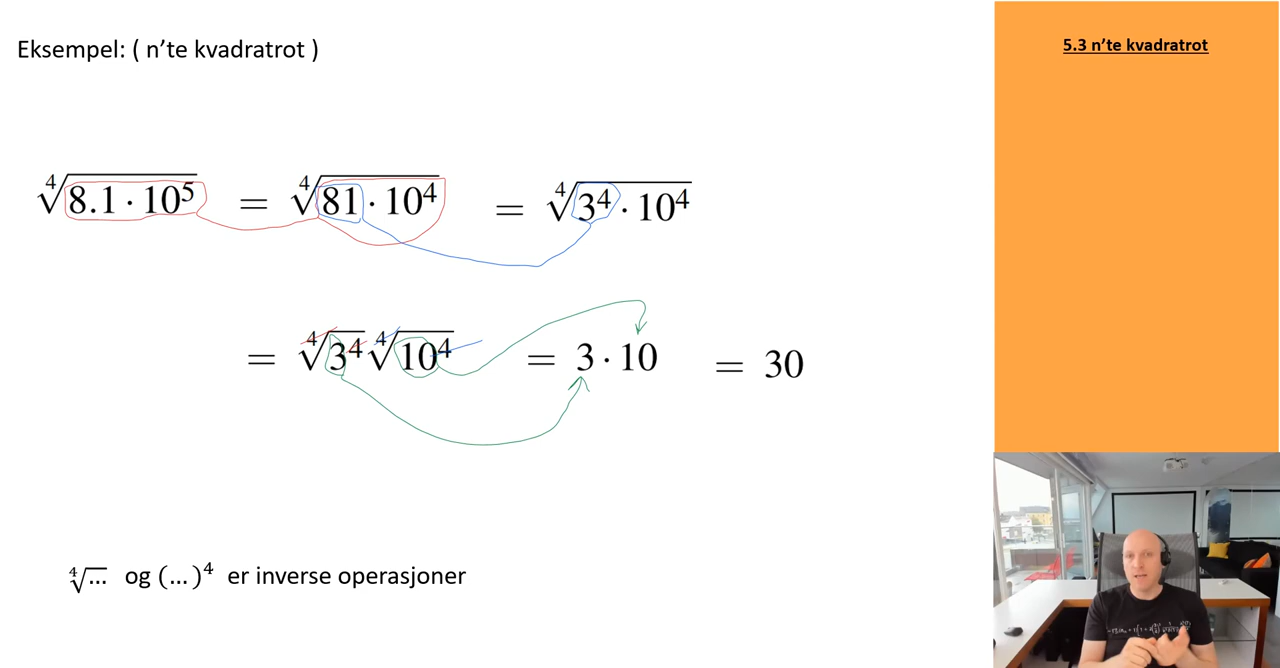 Eksempel: ( n’te kvadratrot )
5.3 n’te kvadratrot
∜(8.1 · 10⁵) = ∜(81 · 10⁴) = ∜(3⁴ · 10⁴)
= ∜(3⁴) ∜(10⁴) = 3 · 10 = 30
∜... og (...)⁴ er inverse operasjoner